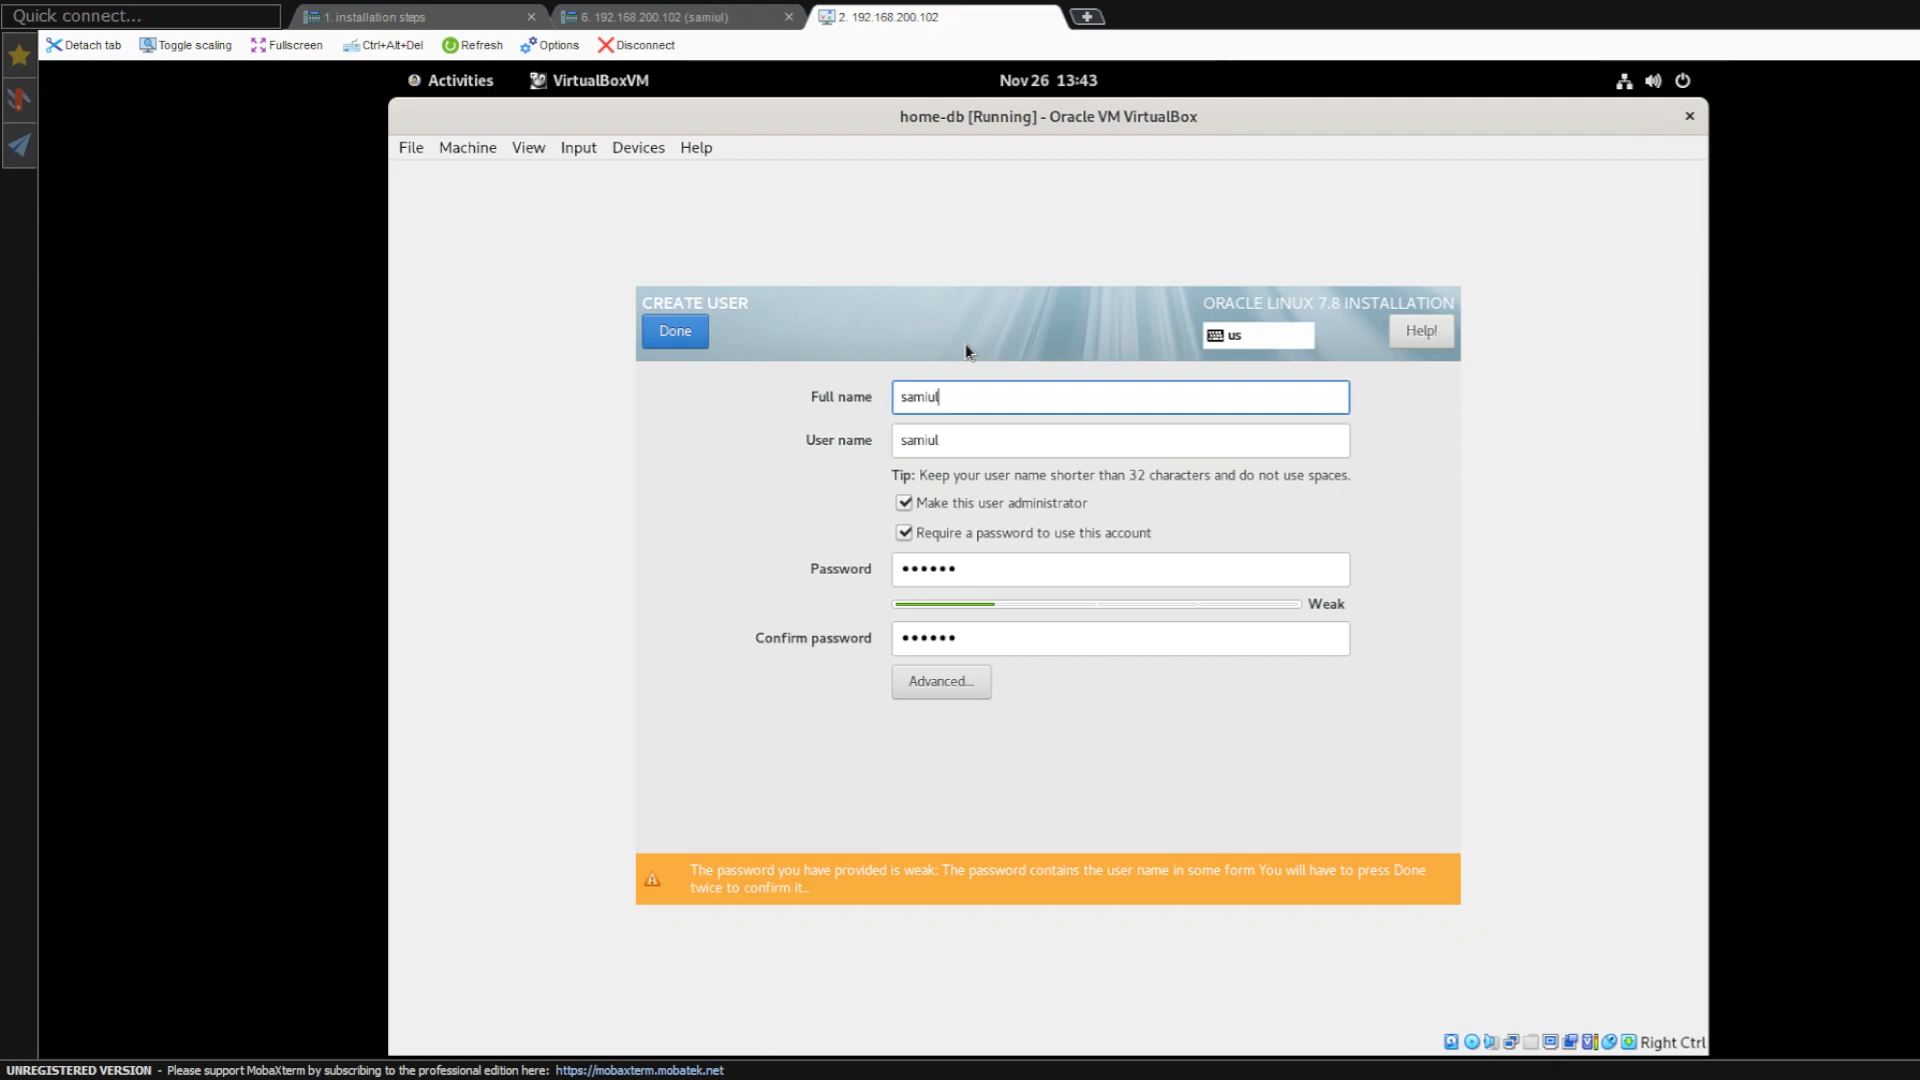 Quick connect...
1. installation steps
6. 192.168.200.102 (samiul)
2. 192.168.200.102
Detach tab
Toggle scaling
Fullscreen
Ctrl+Alt+Del
Refresh
Options
Disconnect
Activities
VirtualBoxVM
Nov 26 13:43
home-db [Running] - Oracle VM VirtualBox
File Machine View Input Devices Help
CREATE USER
ORACLE LINUX 7.8 INSTALLATION
Done
us
Help!
Full name
samiul
User name
samiul
Tip: Keep your user name shorter than 32 characters and do not use spaces.
Make this user administrator
Require a password to use this account
Password
••••••
Weak
Confirm password
••••••
Advanced...
The password you have provided is weak: The password contains the user name in some form You will have to press Done
twice to confirm it..
Right Ctrl
UNREGISTERED VERSION - Please support MobaXterm by subscribing to the professional edition here: https://mobaxterm.mobatek.net